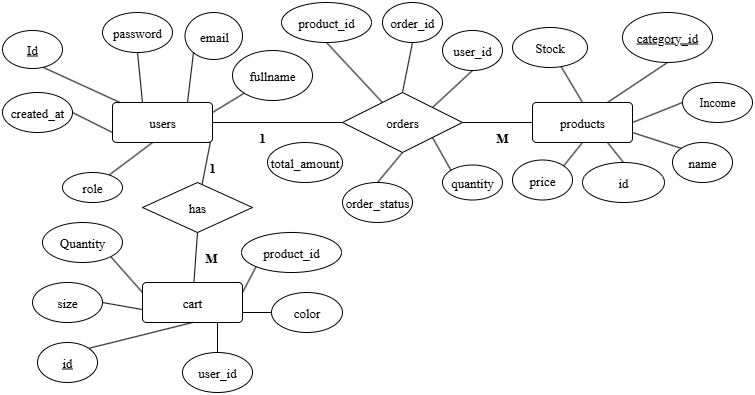 product_id
order_id
category_id
password
email
user_id
Stock
Id
fullname
Income
created_at
users
orders
products
1
M
total_amount
name
1
role
order_status
quantity
price
id
has
Quantity
M
product_id
size
cart
color
id
user_id